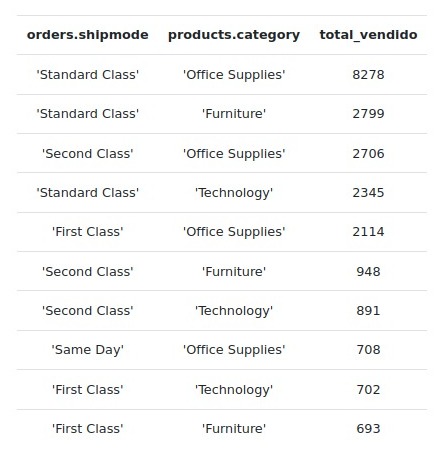 orders.shipmode products.category total_vendido
'Standard Class' 'Office Supplies' 8278
'Standard Class' 'Furniture' 2799
'Second Class' 'Office Supplies' 2706
'Standard Class' 'Technology' 2345
'First Class' 'Office Supplies' 2114
'Second Class' 'Furniture' 948
'Second Class' 'Technology' 891
'Same Day' 'Office Supplies' 708
'First Class' 'Technology' 702
'First Class' 'Furniture' 693